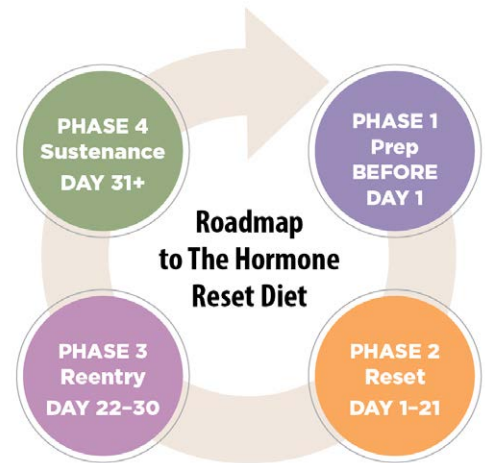 PHASE 1
Prep
BEFORE
DAY 1
PHASE 2
Reset
DAY 1–21
PHASE 3
Reentry
DAY 22–30
PHASE 4
Sustenance
DAY 31+
Roadmap
to The Hormone
Reset Diet